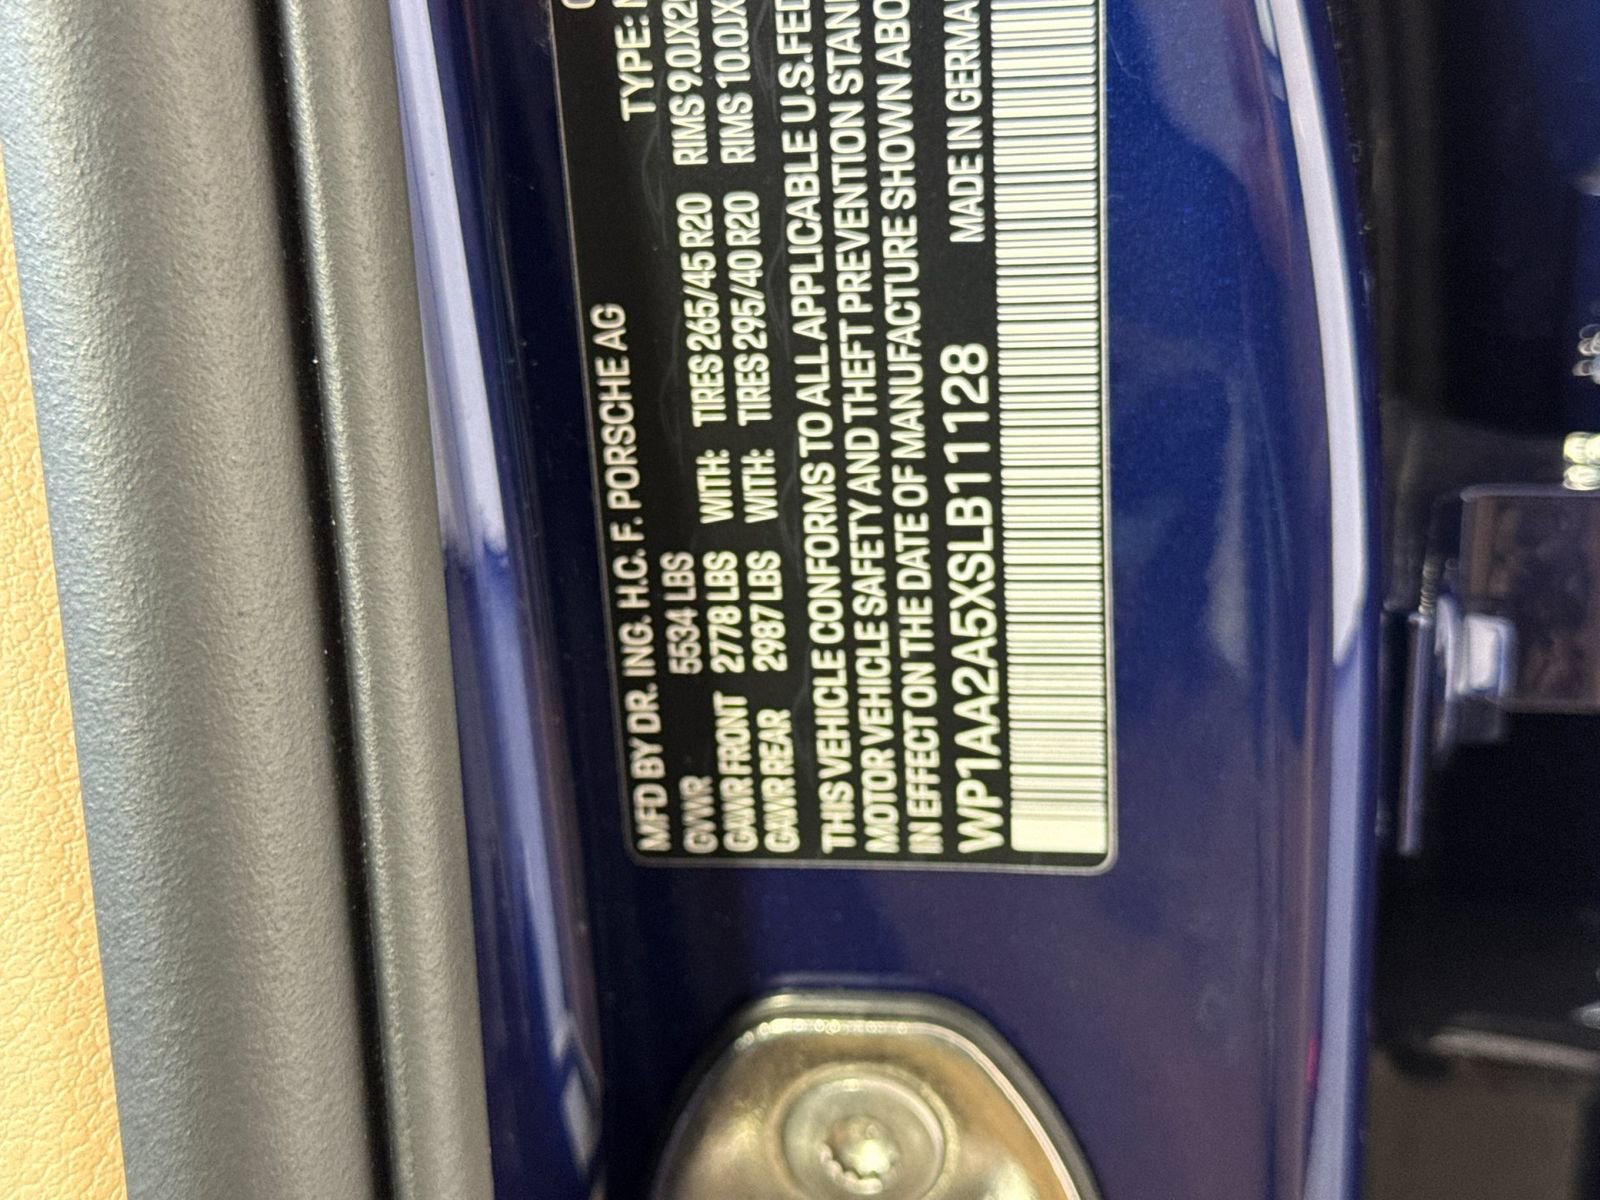 MFD BY DR. ING. H.C. F. PORSCHE AG
TYPE:
GVWR 5534 LBS WITH: TIRES 265/45 R20 RIMS 9.0JX2
GAWR FRONT 2778 LBS WITH: TIRES 295/40 R20 RIMS 10.0JX
GAWR REAR 2987 LBS
THIS VEHICLE CONFORMS TO ALL APPLICABLE U.S.FED
MOTOR VEHICLE SAFETY AND THEFT PREVENTION STAN
IN EFFECT ON THE DATE OF MANUFACTURE SHOWN ABO
WP1AA2A5XSLB11128 MADE IN GERMA